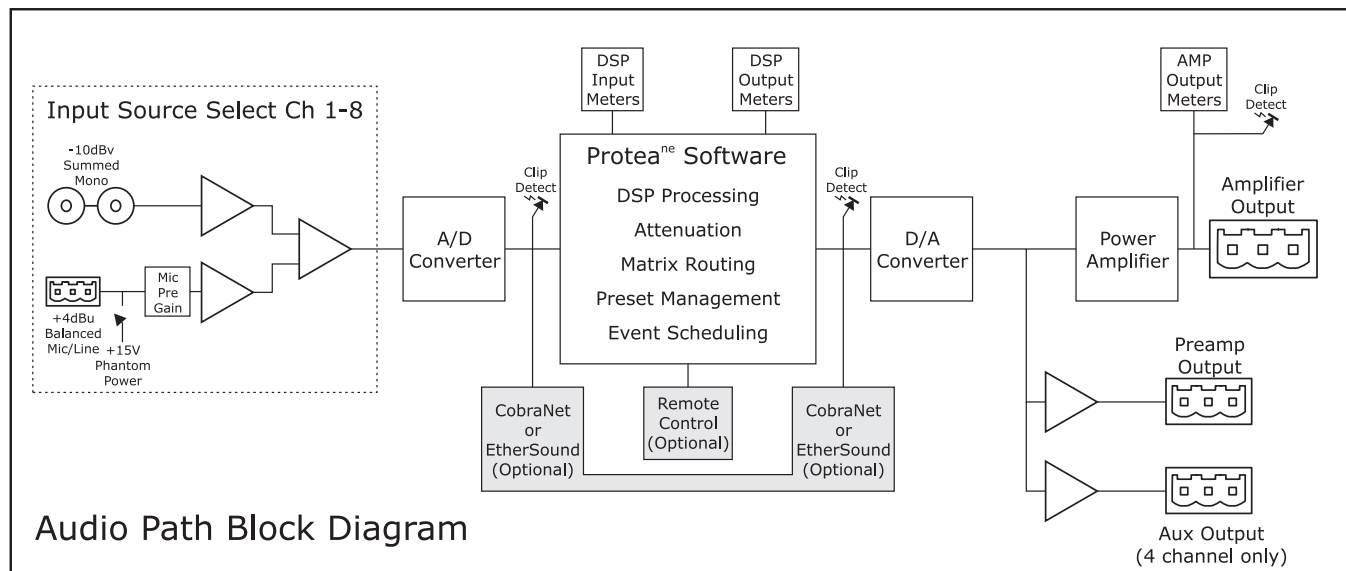 DSP
Input
Meters
DSP
Output
Meters
AMP
Output
Meters
Clip
Detect
Input Source Select Ch 1-8
-10dBv
Summed
Mono
+4dBu
Balanced
Mic/Line
+15V
Phantom
Power
Mic
Pre
Gain
A/D
Converter
Clip
Detect
Protea^ne Software
DSP Processing
Attenuation
Matrix Routing
Preset Management
Event Scheduling
Clip
Detect
D/A
Converter
Power
Amplifier
Amplifier
Output
CobraNet
or
EtherSound
(Optional)
Remote
Control
(Optional)
CobraNet
or
EtherSound
(Optional)
Preamp
Output
Aux Output
(4 channel only)
Audio Path Block Diagram